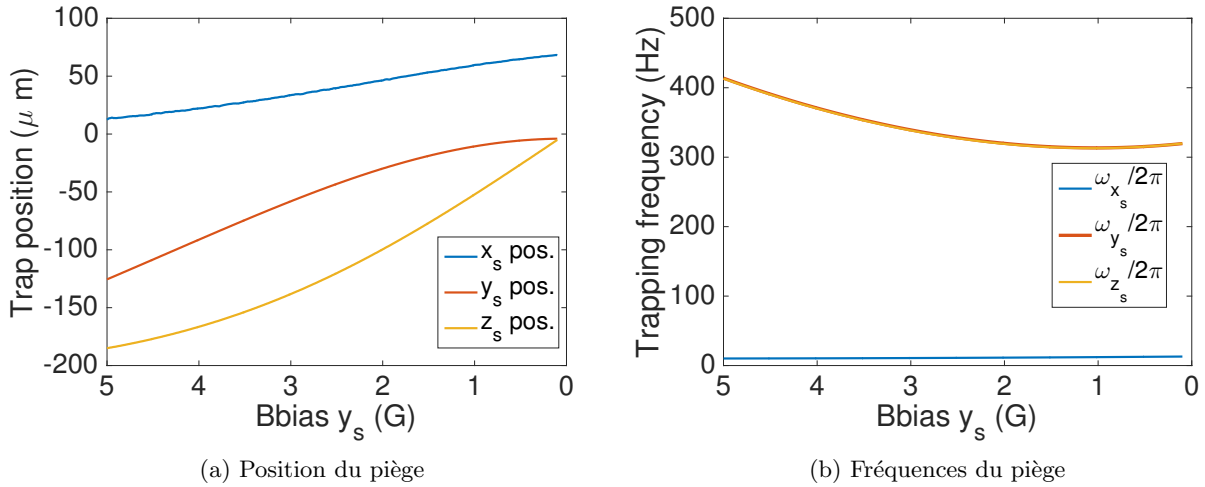 100
50
0
-50
-100
-150
-200
Trap position (μ m)
5 4 3 2 1 0
Bbias y_s (G)
x_s pos.
y_s pos.
z_s pos.
(a) Position du piège
500
400
300
200
100
0
Trapping frequency (Hz)
5 4 3 2 1 0
Bbias y_s (G)
ω_x_s /2π
ω_y_s /2π
ω_z_s /2π
(b) Fréquences du piège